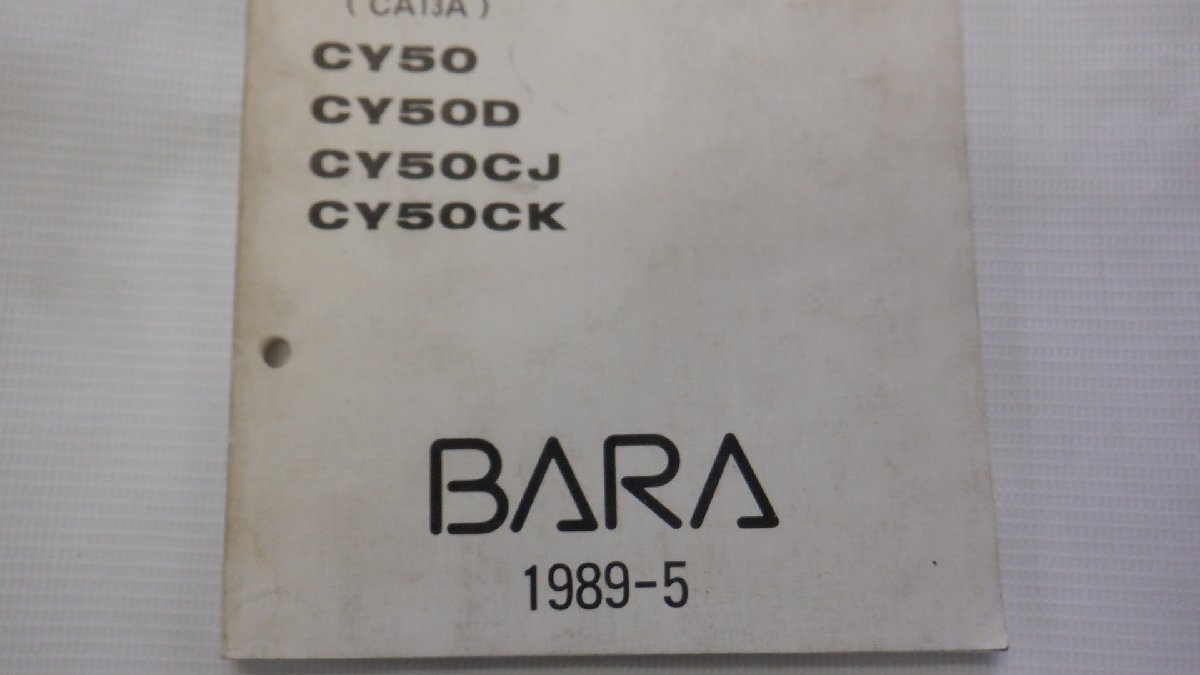 ( CA13A )
CY50
CY50D
CY50CJ
CY50CK
BARA
1989-5